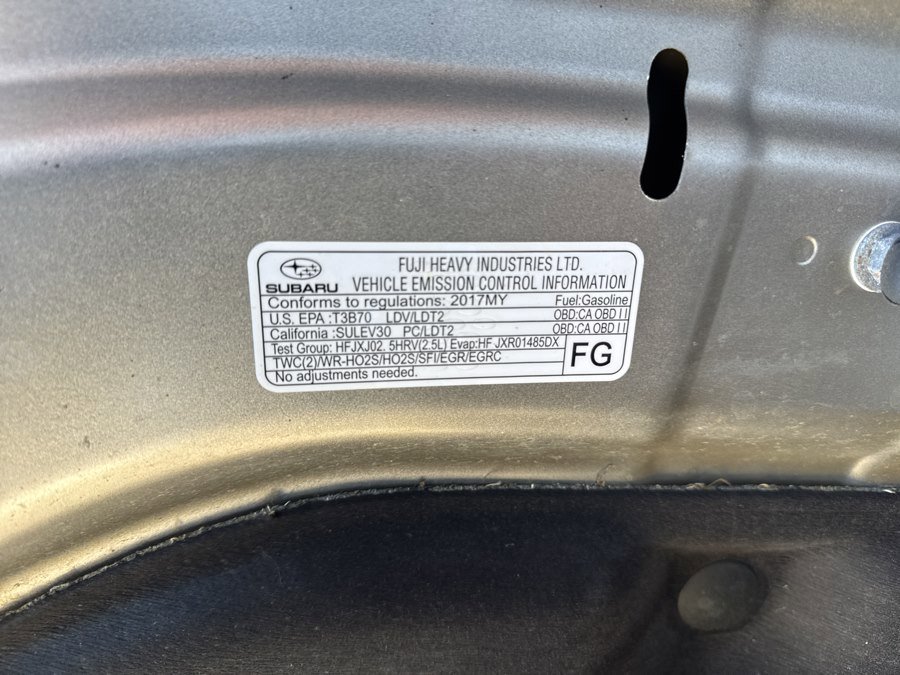 FUJI HEAVY INDUSTRIES LTD.
SUBARU VEHICLE EMISSION CONTROL INFORMATION
Conforms to regulations: 2017MY Fuel:Gasoline
U.S. EPA :T3B70 LDV/LDT2 OBD:CA OBD II
California :SULEV30 PC/LDT2 OBD:CA OBD II
Test Group: HFJXJ02. 5HRV(2.5L) Evap:HFJXR01485DX
TWC(2)/WR-HO2S/HO2S/SFI/EGR/EGRC
No adjustments needed.
FG